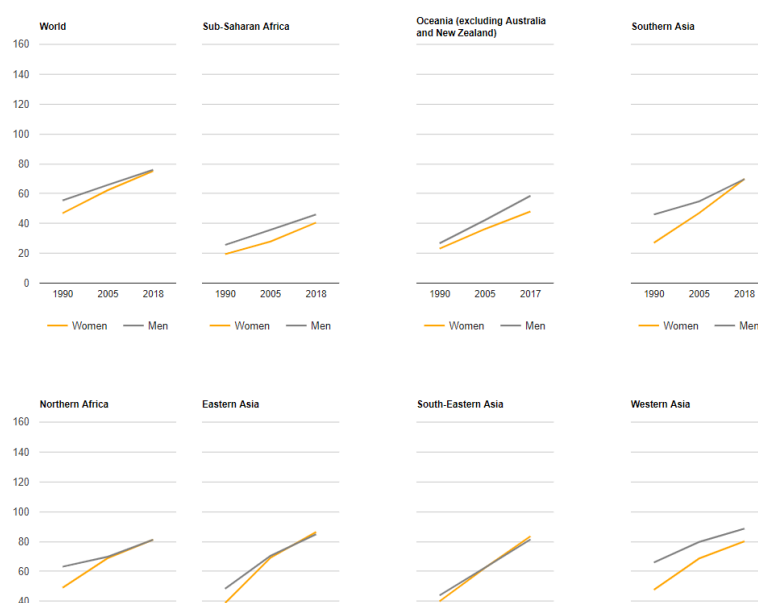 World
Sub-Saharan Africa
Oceania (excluding Australia
and New Zealand)
Southern Asia
160
140
120
100
80
60
40
20
0
1990 2005 2018
1990 2005 2018
1990 2005 2017
1990 2005 2018
Women Men
Women Men
Women Men
Women Men
Northern Africa
Eastern Asia
South-Eastern Asia
Western Asia
160
140
120
100
80
60
40